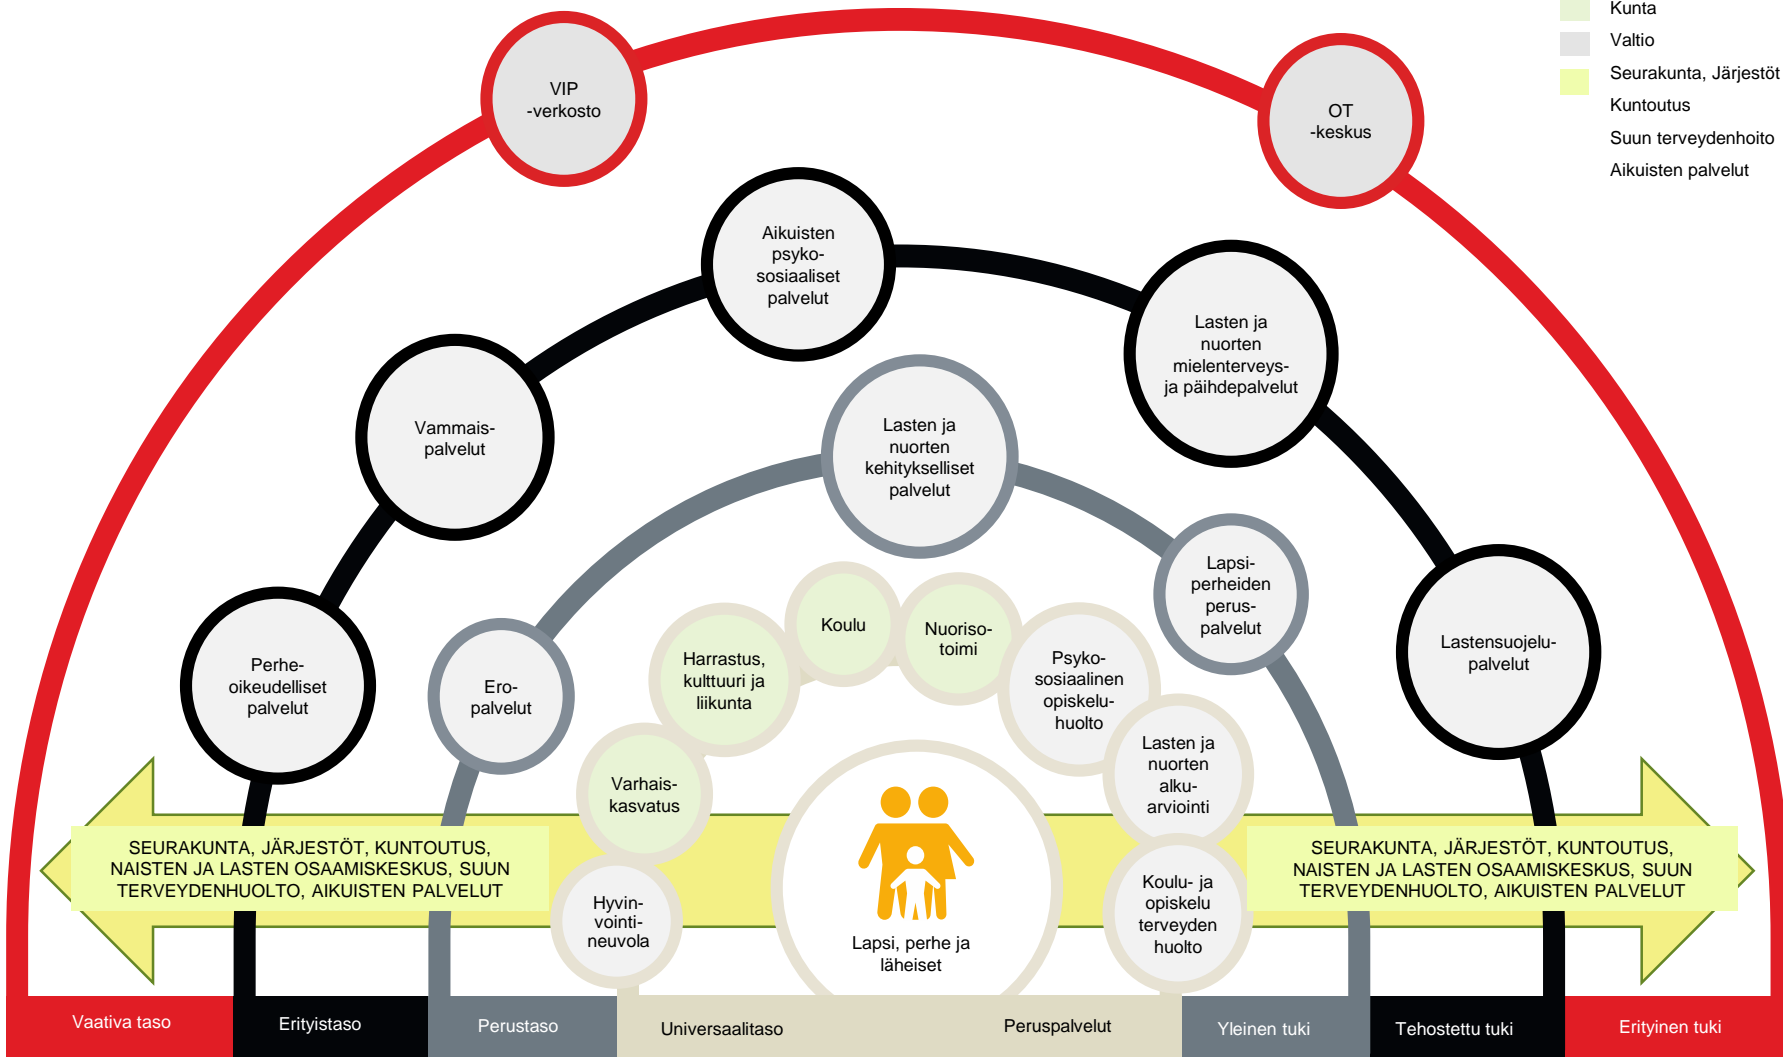 Kunta
Valtio
Seurakunta, Järjestöt
Kuntoutus
Suun terveydenhoito
Aikuisten palvelut
VIP
-verkosto
OT
-keskus
Aikuisten
psyko-
sosiaaliset
palvelut
Lasten ja
nuorten
mielenterveys-
ja päihdepalvelut
Vammais-
palvelut
Lasten ja
nuorten
kehitykselliset
palvelut
Lapsi-
perheiden
perus-
palvelut
Perhe-
oikeudelliset
palvelut
Ero-
palvelut
Harrastus,
kulttuuri ja
liikunta
Koulu
Nuoriso-
toimi
Psyko-
sosiaalinen
opiskelu-
huolto
Lastensuojelu-
palvelut
Varhais-
kasvatus
Lasten ja
nuorten
alku-
arviointi
SEURAKUNTA, JÄRJESTÖT, KUNTOUTUS,
NAISTEN JA LASTEN OSAAMISKESKUS, SUUN
TERVEYDENHUOLTO, AIKUISTEN PALVELUT
Hyvin-
vointi-
neuvola
Lapsi, perhe ja
läheiset
Koulu- ja
opiskelu
terveyden
huolto
SEURAKUNTA, JÄRJESTÖT, KUNTOUTUS,
NAISTEN JA LASTEN OSAAMISKESKUS, SUUN
TERVEYDENHUOLTO, AIKUISTEN PALVELUT
Vaativa taso
Erityistaso
Perustaso
Universaalitaso
Peruspalvelut
Yleinen tuki
Tehostettu tuki
Erityinen tuki